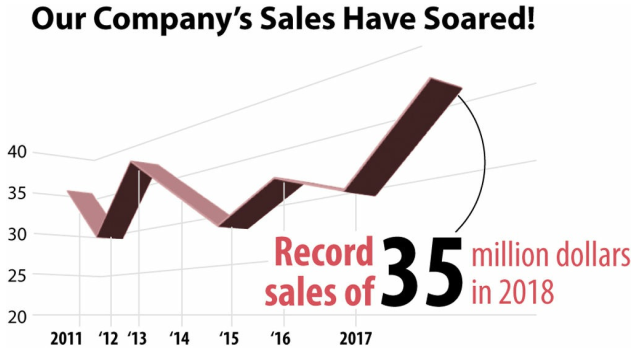 Our Company’s Sales Have Soared!
40
35
30
25
20
2011 ‘12 ‘13 ‘14 ‘15 ‘16 2017
Record sales of 35 million dollars in 2018